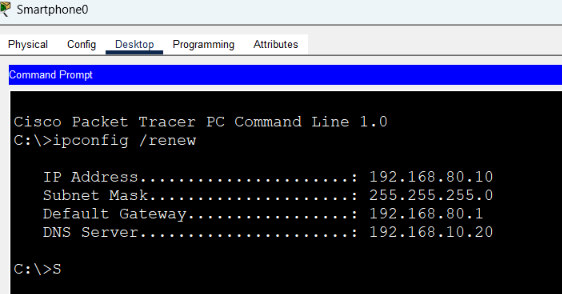 Smartphone0
Physical Config Desktop Programming Attributes
Command Prompt
Cisco Packet Tracer PC Command Line 1.0
C:\>ipconfig /renew
IP Address......................: 192.168.80.10
Subnet Mask.....................: 255.255.255.0
Default Gateway.................: 192.168.80.1
DNS Server......................: 192.168.10.20
C:\>S